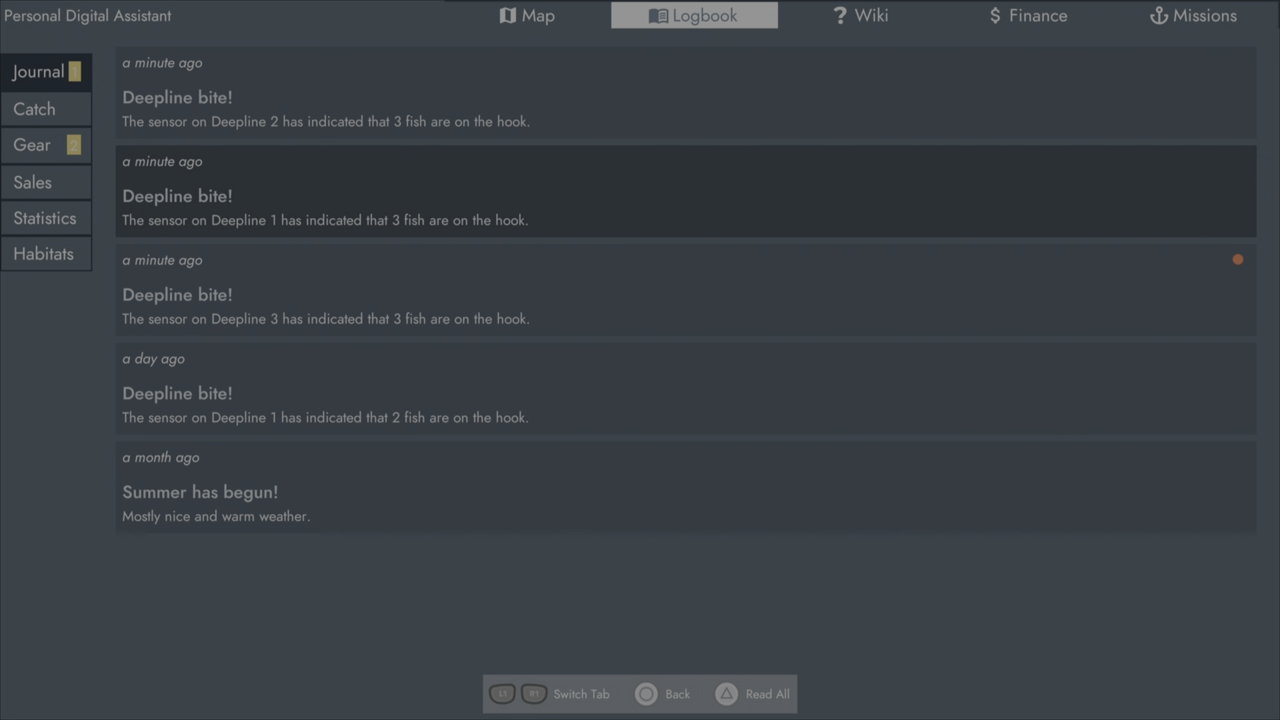 Personal Digital Assistant
Map
Logbook
? Wiki
$ Finance
Missions
Journal 1
Catch
Gear 2
Sales
Statistics
Habitats
a minute ago
Deepline bite!
The sensor on Deepline 2 has indicated that 3 fish are on the hook.
a minute ago
Deepline bite!
The sensor on Deepline 1 has indicated that 3 fish are on the hook.
a minute ago
Deepline bite!
The sensor on Deepline 3 has indicated that 3 fish are on the hook.
a day ago
Deepline bite!
The sensor on Deepline 1 has indicated that 2 fish are on the hook.
a month ago
Summer has begun!
Mostly nice and warm weather.
L1 R1 Switch Tab Back Read All